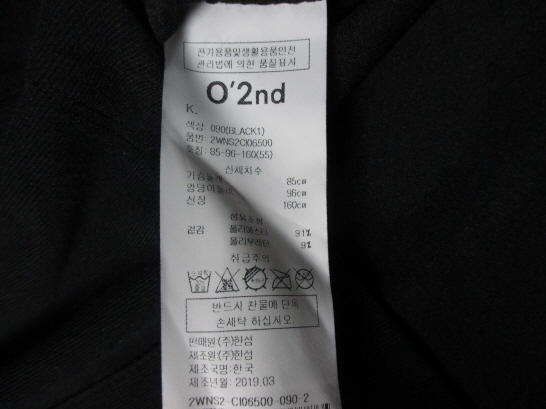 전기용품및생활용품안전
관리법에 의한 품질표시
O'2nd
K.
색상: 090(BLACK1)
품번: 2WNS2CI06500
호칭: 85-96-160(55)
신체치수
가슴둘레 85cm
엉덩이둘레 96cm
신장 160cm
섬유조성
겉감 폴리에스터 91%
폴리우레탄 9%
취급주의
반드시 찬물에 단독
손세탁 하십시오.
판매원:(주)한섬
제조원:(주)한섬
제조국명:한국
제조년월: 2019.03
2WNS2-CI06500-090-2